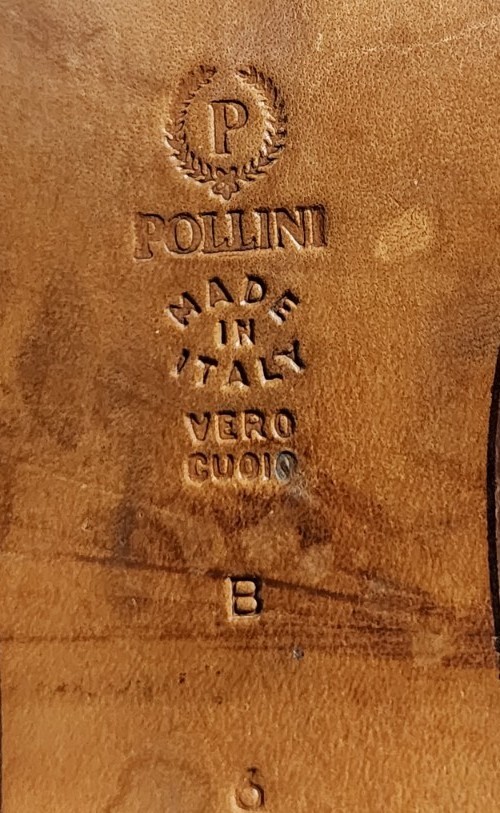 P
POLLINI
MADE
IN
ITALY
VERO
CUOIO
B
6